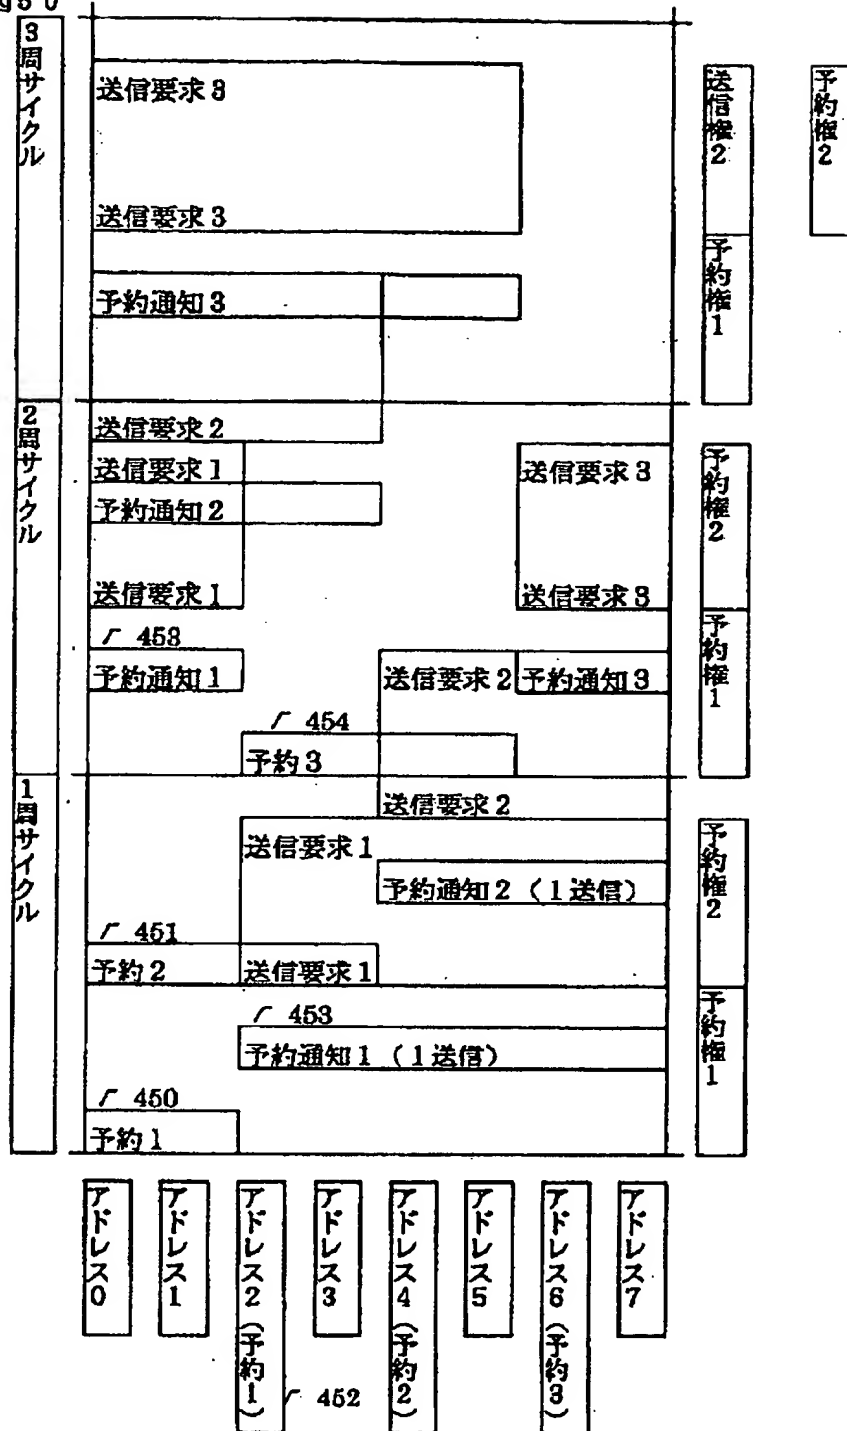 g50
3周サイクル
送信要求3
送信権2
予約権2
送信要求3
予約権1
予約通知3
2周サイクル
送信要求2
送信要求1
送信要求3
予約権2
予約通知2
送信要求1
送信要求3
┌ 453
予約権1
予約通知1
送信要求2
予約通知3
┌ 454
予約3
1周サイクル
送信要求2
予約権2
送信要求1
予約通知2（1送信）
┌ 451
予約2
送信要求1
予約権1
┌ 453
予約通知1（1送信）
┌ 450
予約1
アドレス0
アドレス1
アドレス2（予約1）
アドレス3
アドレス4（予約2）
アドレス5
アドレス6（予約3）
アドレス7
┌ 452